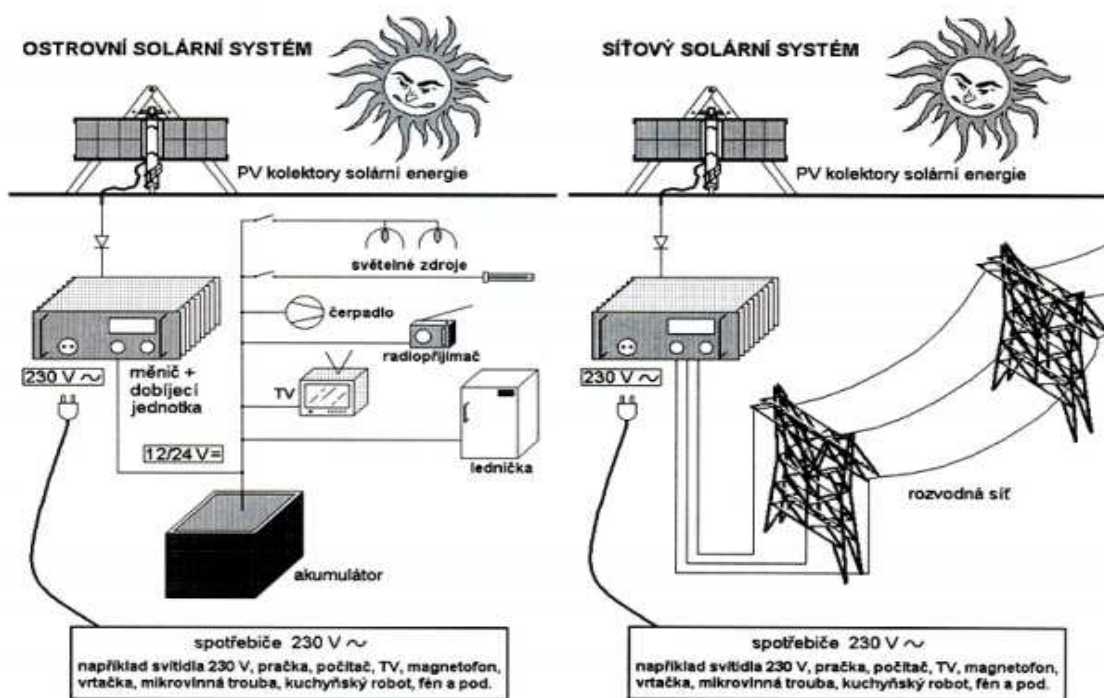 OSTROVNÍ SOLÁRNÍ SYSTÉM
PV kolektory solární energie
světelné zdroje
čerpadlo
radiopřijímač
230 V ~
měnič +
dobíjecí
jednotka
TV
12/24 V=
lednička
akumulátor
spotřebiče 230 V ~
například svítidla 230 V, pračka, počítač, TV, magnetofon,
vrtačka, mikrovinná trouba, kuchyňský robot, fén a pod.
SÍŤOVÝ SOLÁRNÍ SYSTÉM
PV kolektory solární energie
230 V ~
rozvodná síť
spotřebiče 230 V ~
například svítidla 230 V, pračka, počítač, TV, magnetofon,
vrtačka, mikrovinná trouba, kuchyňský robot, fén a pod.